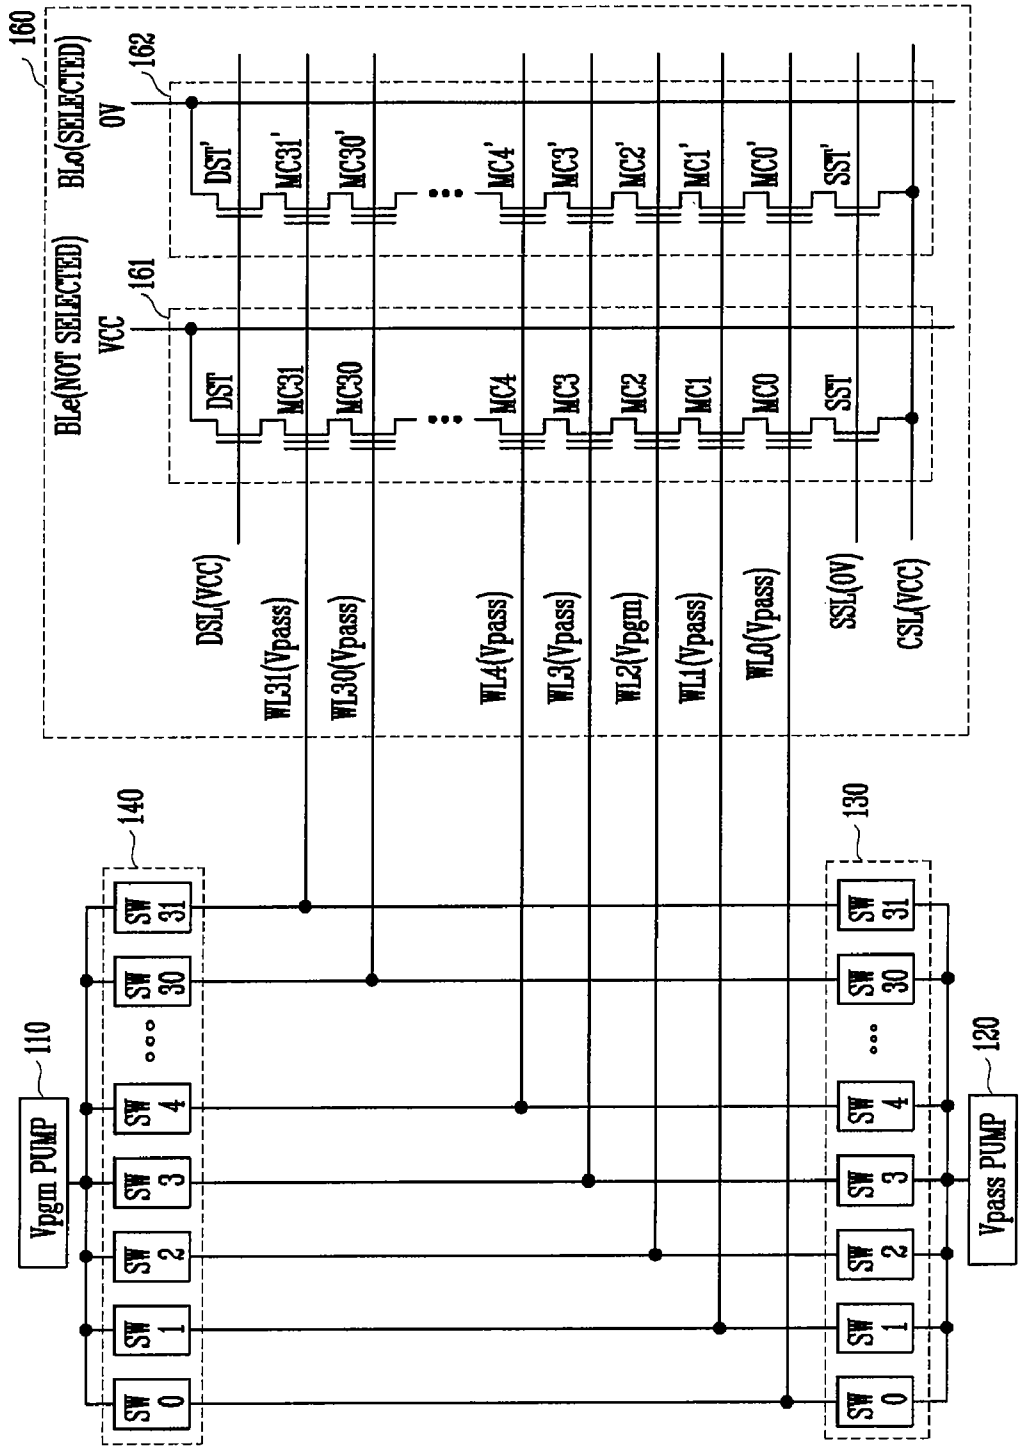 160
BLe(NOT SELECTED)
BLo(SELECTED)
VCC
0V
161
162
DST
DST'
MC31
MC31'
MC30
MC30'
MC4
MC4'
MC3
MC3'
MC2
MC2'
MC1
MC1'
MC0
MC0'
SST
SST'
DSL(VCC)
WL31(Vpass)
WL30(Vpass)
WL4(Vpass)
WL3(Vpass)
WL2(Vpgm)
WL1(Vpass)
WL0(Vpass)
SSL(0V)
CSL(VCC)
110
Vpgm PUMP
140
SW 0
SW 1
SW 2
SW 3
SW 4
SW 30
SW 31
130
SW 0
SW 1
SW 2
SW 3
SW 4
SW 30
SW 31
120
Vpass PUMP